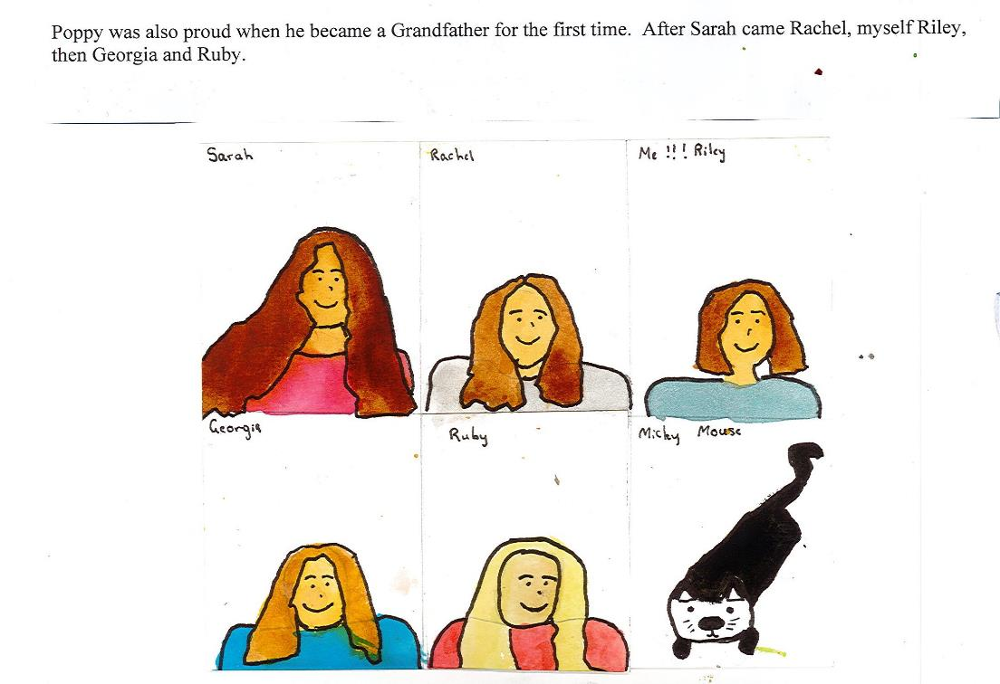 Poppy was also proud when he became a Grandfather for the first time.  After Sarah came Rachel, myself Riley,
then Georgia and Ruby.
Sarah
Rachel
Me !!! Riley
Georgia
Ruby
Micky Mouse